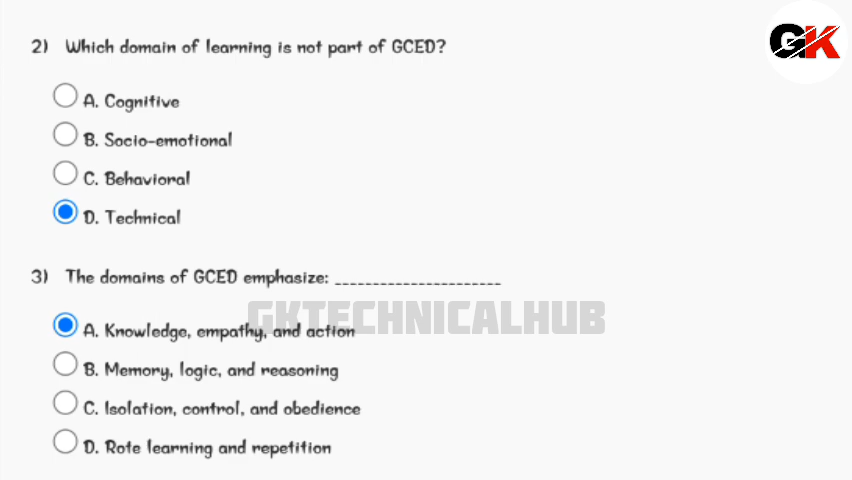 GK
2) Which domain of learning is not part of GCED?
A. Cognitive
B. Socio-emotional
C. Behavioral
D. Technical
3) The domains of GCED emphasize: ______________________
GKTECHNICALHUB
A. Knowledge, empathy, and action
B. Memory, logic, and reasoning
C. Isolation, control, and obedience
D. Rote learning and repetition